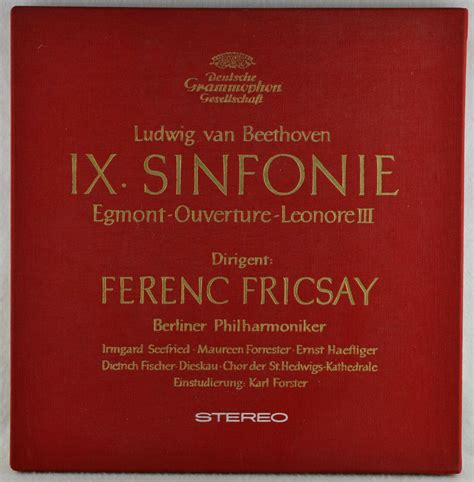 Deutsche
Grammophon
Gesellschaft
Ludwig van Beethoven
IX. SINFONIE
Egmont-Ouverture-Leonore III
Dirigent:
FERENC FRICSAY
Berliner Philharmoniker
Irmgard Seefried · Maureen Forrester · Ernst Haefliger
Dietrich Fischer-Dieskau · Chor der St. Hedwigs-Kathedrale
Einstudierung: Karl Forster
STEREO